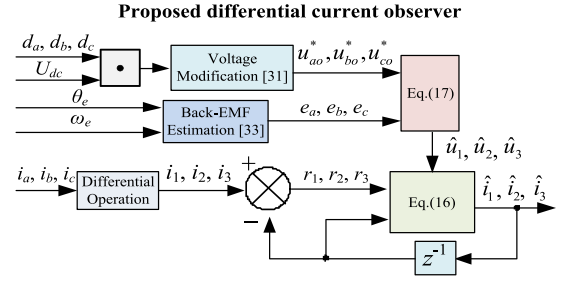 Proposed differential current observer
d_a, d_b, d_c
U_dc
•
Voltage
Modification [31]
u*_ao, u*_bo, u*_co
θ_e
ω_e
Back-EMF
Estimation [33]
e_a, e_b, e_c
Eq.(17)
û_1, û_2, û_3
i_a, i_b, i_c
Differential
Operation
i_1, i_2, i_3
+
−
r_1, r_2, r_3
Eq.(16)
î_1, î_2, î_3
z^-1